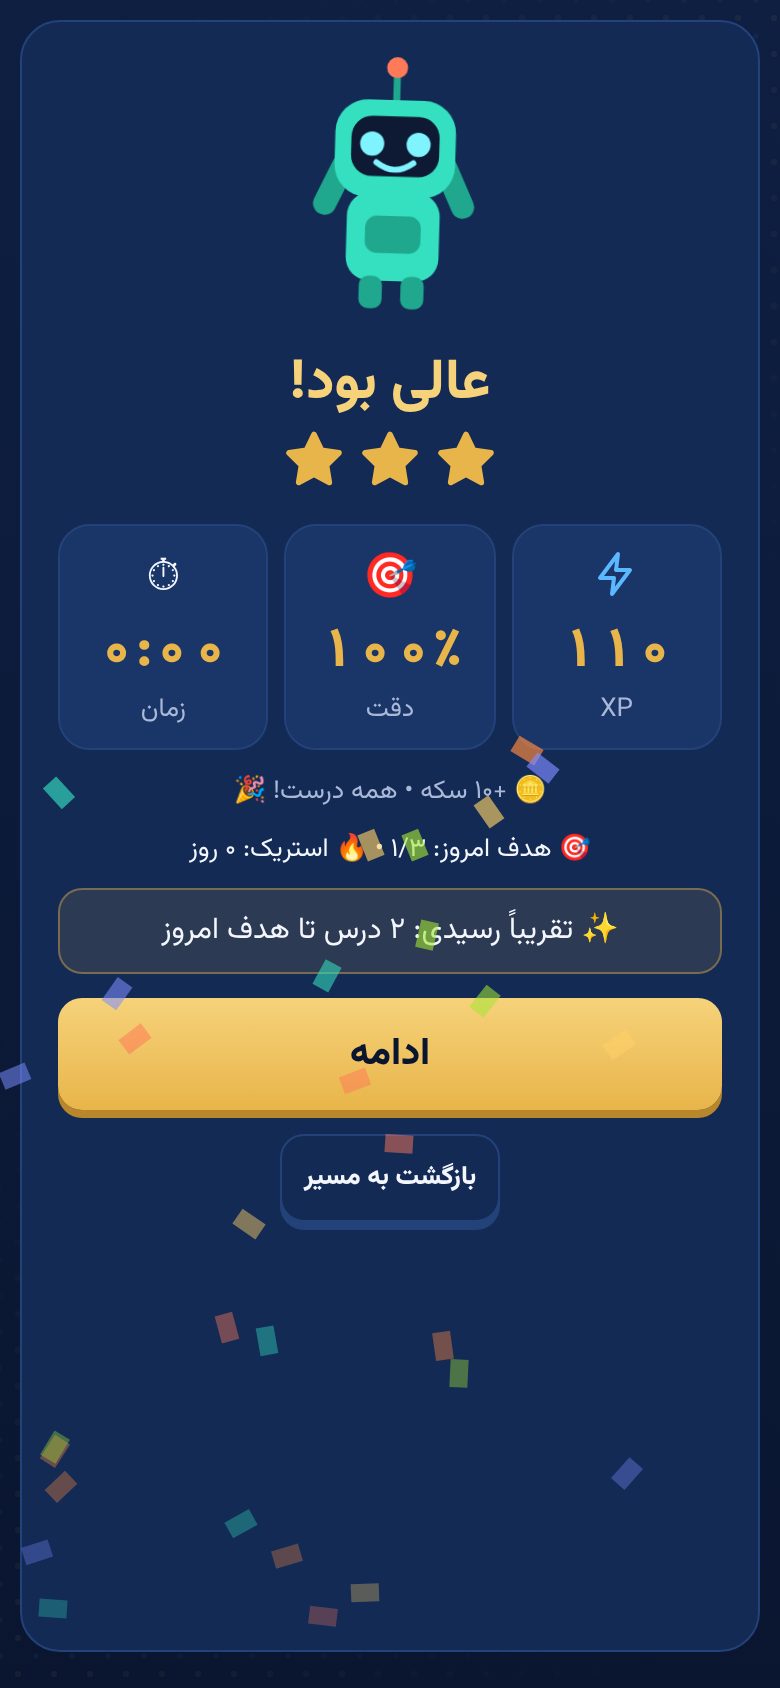 عالی بود!
۱۱۰
XP
۱۰۰٪
دقت
۰:۰۰
زمان
🪙 +۱۰ سکه • همه درست! 🎉
🎯 هدف امروز: ۱/۳ • 🔥 استریک: ۰ روز
✨ تقریباً رسیدی: ۲ درس تا هدف امروز
ادامه
بازگشت به مسیر